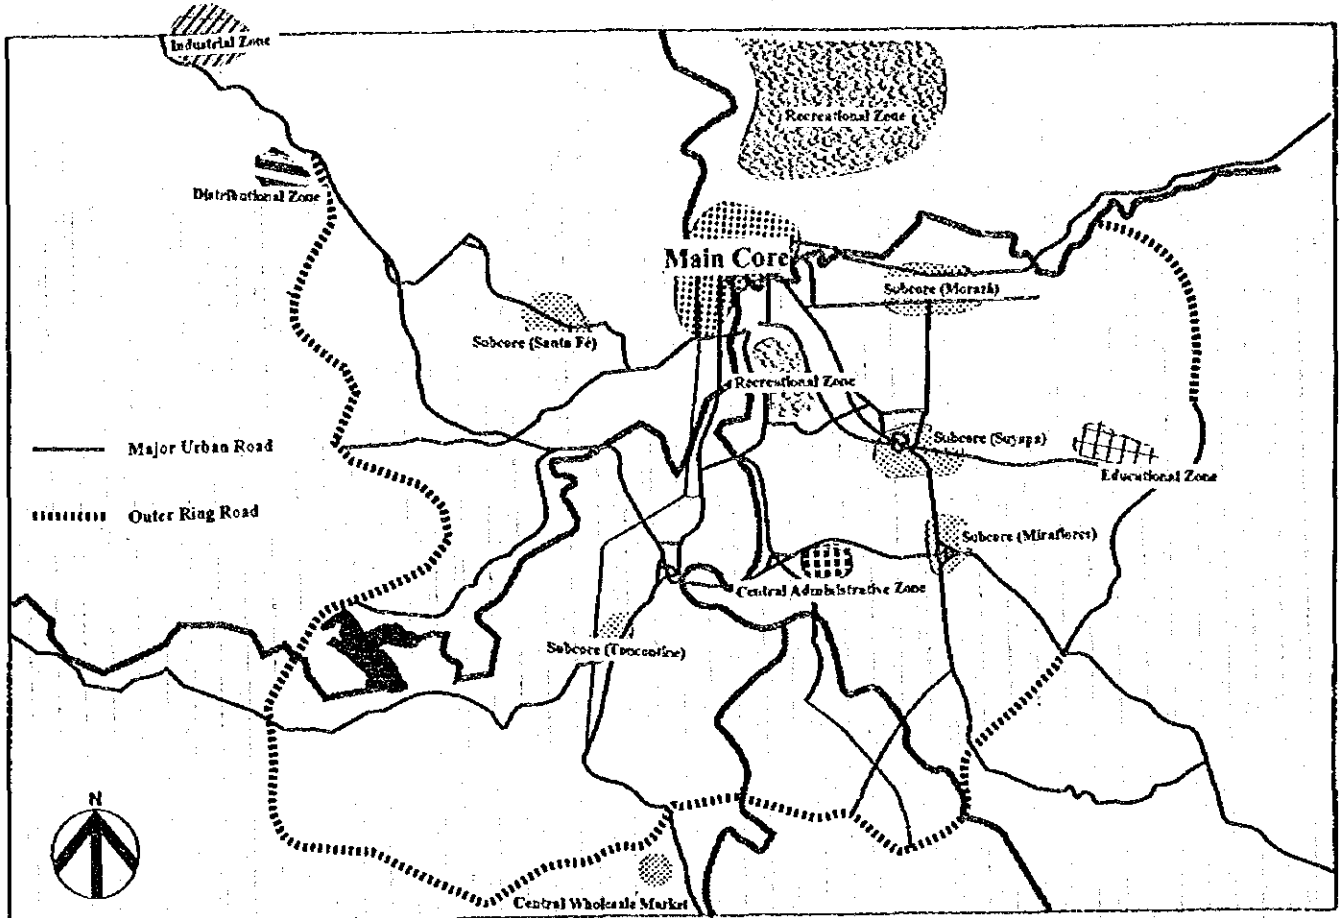 Industrial Zone
Recreational Zone
Distributional Zone
Main Core
Subcore (Morazá)
Subcore (Santa Fé)
Recreational Zone
Major Urban Road
Subcore (Suyapa)
Educational Zone
Outer Ring Road
Subcore (Miraflores)
Central Administrative Zone
Subcore (Toncontine)
N
Central Wholesale Market